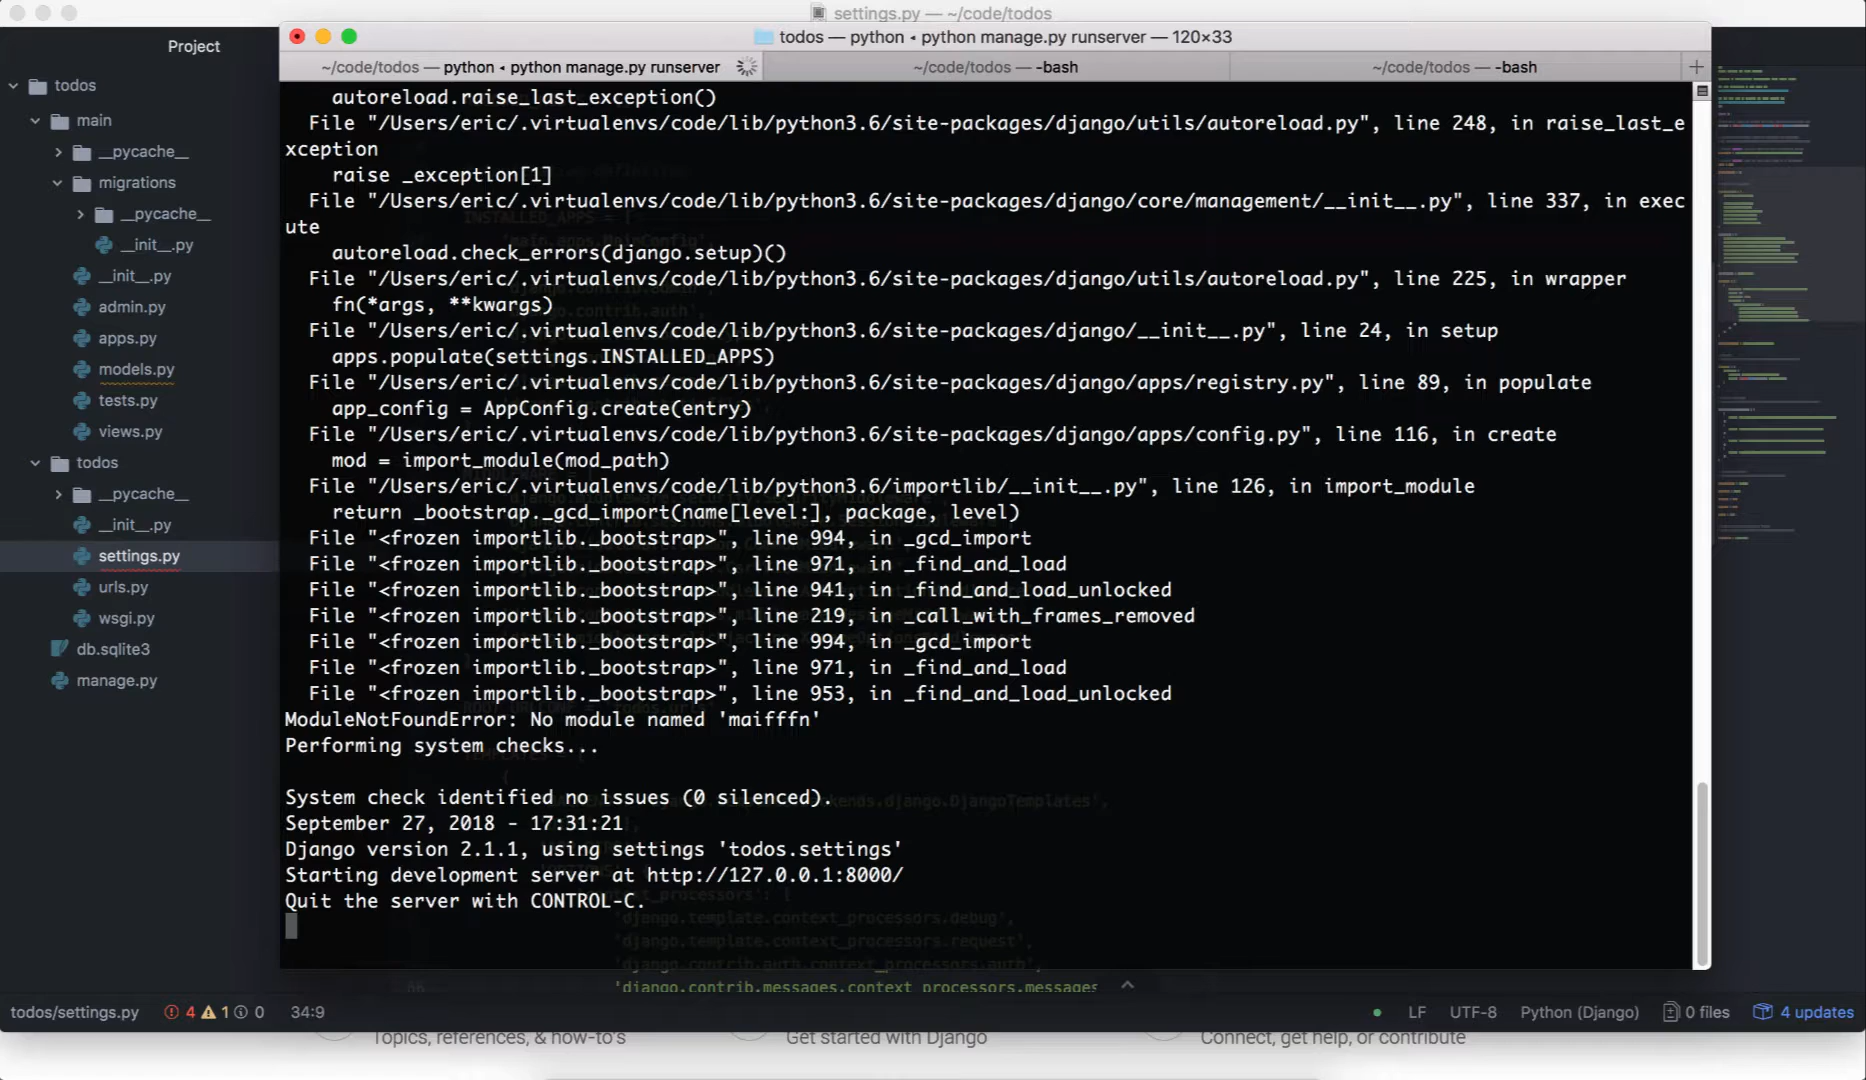 settings.py — ~/code/todos
Project
todos — python ◂ python manage.py runserver — 120×33
~/code/todos — python ◂ python manage.py runserver
~/code/todos — -bash
~/code/todos — -bash
todos
main
__pycache__
migrations
__pycache__
__init__.py
__init__.py
admin.py
apps.py
models.py
tests.py
views.py
todos
__pycache__
__init__.py
settings.py
urls.py
wsgi.py
db.sqlite3
manage.py
autoreload.raise_last_exception()
File "/Users/eric/.virtualenvs/code/lib/python3.6/site-packages/django/utils/autoreload.py", line 248, in raise_last_e
xception
raise _exception[1]
File "/Users/eric/.virtualenvs/code/lib/python3.6/site-packages/django/core/management/__init__.py", line 337, in exec
ute
autoreload.check_errors(django.setup)()
File "/Users/eric/.virtualenvs/code/lib/python3.6/site-packages/django/utils/autoreload.py", line 225, in wrapper
fn(*args, **kwargs)
File "/Users/eric/.virtualenvs/code/lib/python3.6/site-packages/django/__init__.py", line 24, in setup
apps.populate(settings.INSTALLED_APPS)
File "/Users/eric/.virtualenvs/code/lib/python3.6/site-packages/django/apps/registry.py", line 89, in populate
app_config = AppConfig.create(entry)
File "/Users/eric/.virtualenvs/code/lib/python3.6/site-packages/django/apps/config.py", line 116, in create
mod = import_module(mod_path)
File "/Users/eric/.virtualenvs/code/lib/python3.6/importlib/__init__.py", line 126, in import_module
return _bootstrap._gcd_import(name[level:], package, level)
File "<frozen importlib._bootstrap>", line 994, in _gcd_import
File "<frozen importlib._bootstrap>", line 971, in _find_and_load
File "<frozen importlib._bootstrap>", line 941, in _find_and_load_unlocked
File "<frozen importlib._bootstrap>", line 219, in _call_with_frames_removed
File "<frozen importlib._bootstrap>", line 994, in _gcd_import
File "<frozen importlib._bootstrap>", line 971, in _find_and_load
File "<frozen importlib._bootstrap>", line 953, in _find_and_load_unlocked
ModuleNotFoundError: No module named 'maifffn'
Performing system checks...
System check identified no issues (0 silenced).
September 27, 2018 - 17:31:21
Django version 2.1.1, using settings 'todos.settings'
Starting development server at http://127.0.0.1:8000/
Quit the server with CONTROL-C.
'django.template.context_processors.debug',
'django.template.context_processors.request',
'django.contrib.auth.context_processors.auth',
'django.contrib.messages.context_processors.messages'
todos/settings.py 4 1 0 34:9
LF UTF-8 Python (Django) 0 files 4 updates
Topics, references, & how-to's
Get started with Django
Connect, get help, or contribute